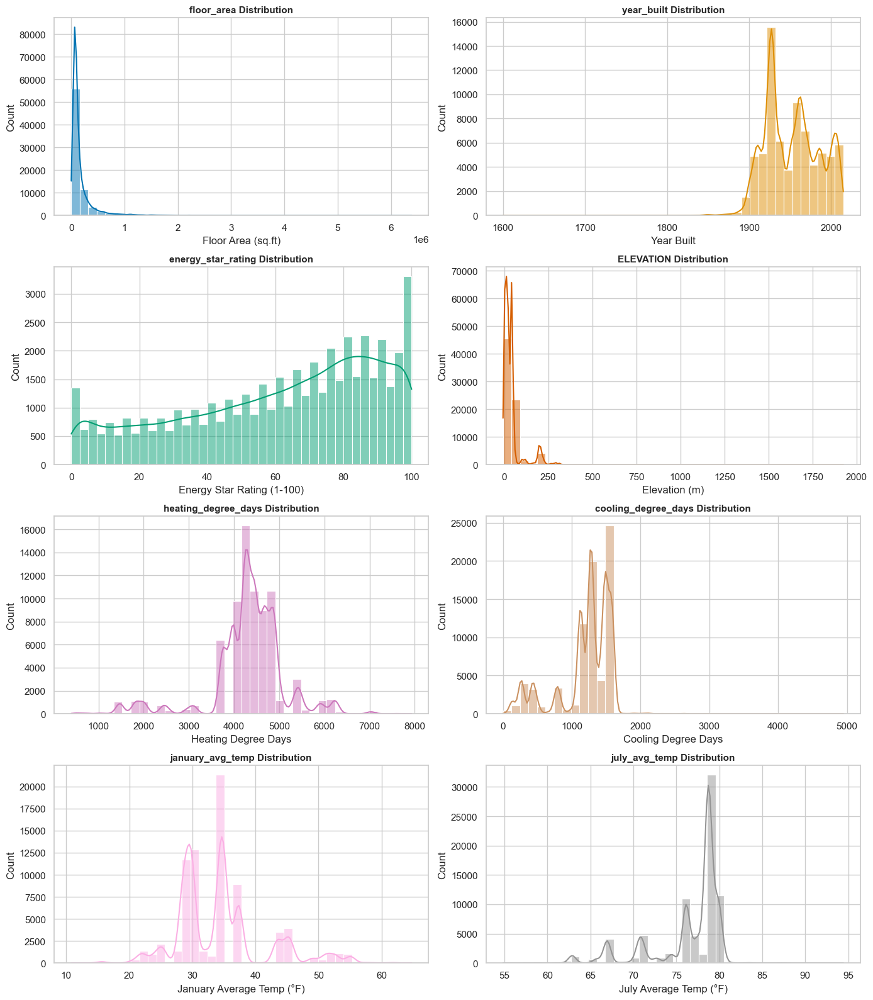 floor_area Distribution
Count
80000
70000
60000
50000
40000
30000
20000
10000
0
0 1 2 3 4 5 6
1e6
Floor Area (sq.ft)
year_built Distribution
Count
16000
14000
12000
10000
8000
6000
4000
2000
0
1600 1700 1800 1900 2000
Year Built
energy_star_rating Distribution
Count
3000
2500
2000
1500
1000
500
0
0 20 40 60 80 100
Energy Star Rating (1-100)
ELEVATION Distribution
Count
70000
60000
50000
40000
30000
20000
10000
0
0 250 500 750 1000 1250 1500 1750 2000
Elevation (m)
heating_degree_days Distribution
Count
16000
14000
12000
10000
8000
6000
4000
2000
0
1000 2000 3000 4000 5000 6000 7000 8000
Heating Degree Days
cooling_degree_days Distribution
Count
25000
20000
15000
10000
5000
0
0 1000 2000 3000 4000 5000
Cooling Degree Days
january_avg_temp Distribution
Count
20000
17500
15000
12500
10000
7500
5000
2500
0
10 20 30 40 50 60
January Average Temp (°F)
july_avg_temp Distribution
Count
30000
25000
20000
15000
10000
5000
0
55 60 65 70 75 80 85 90 95
July Average Temp (°F)